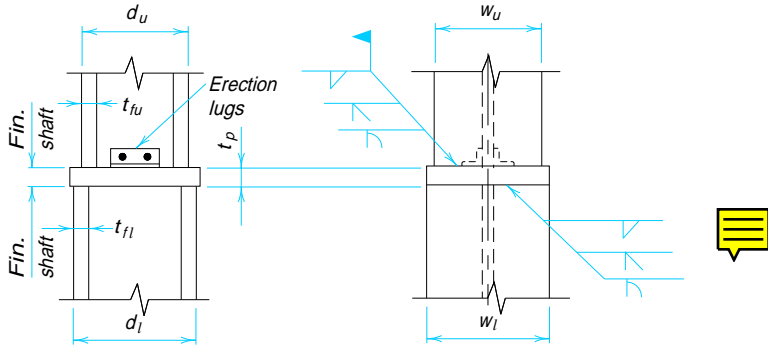 d_u
w_u
Erection
lugs
t_fu
Fin.
shaft
t_p
t_fl
Fin.
shaft
d_l
w_l